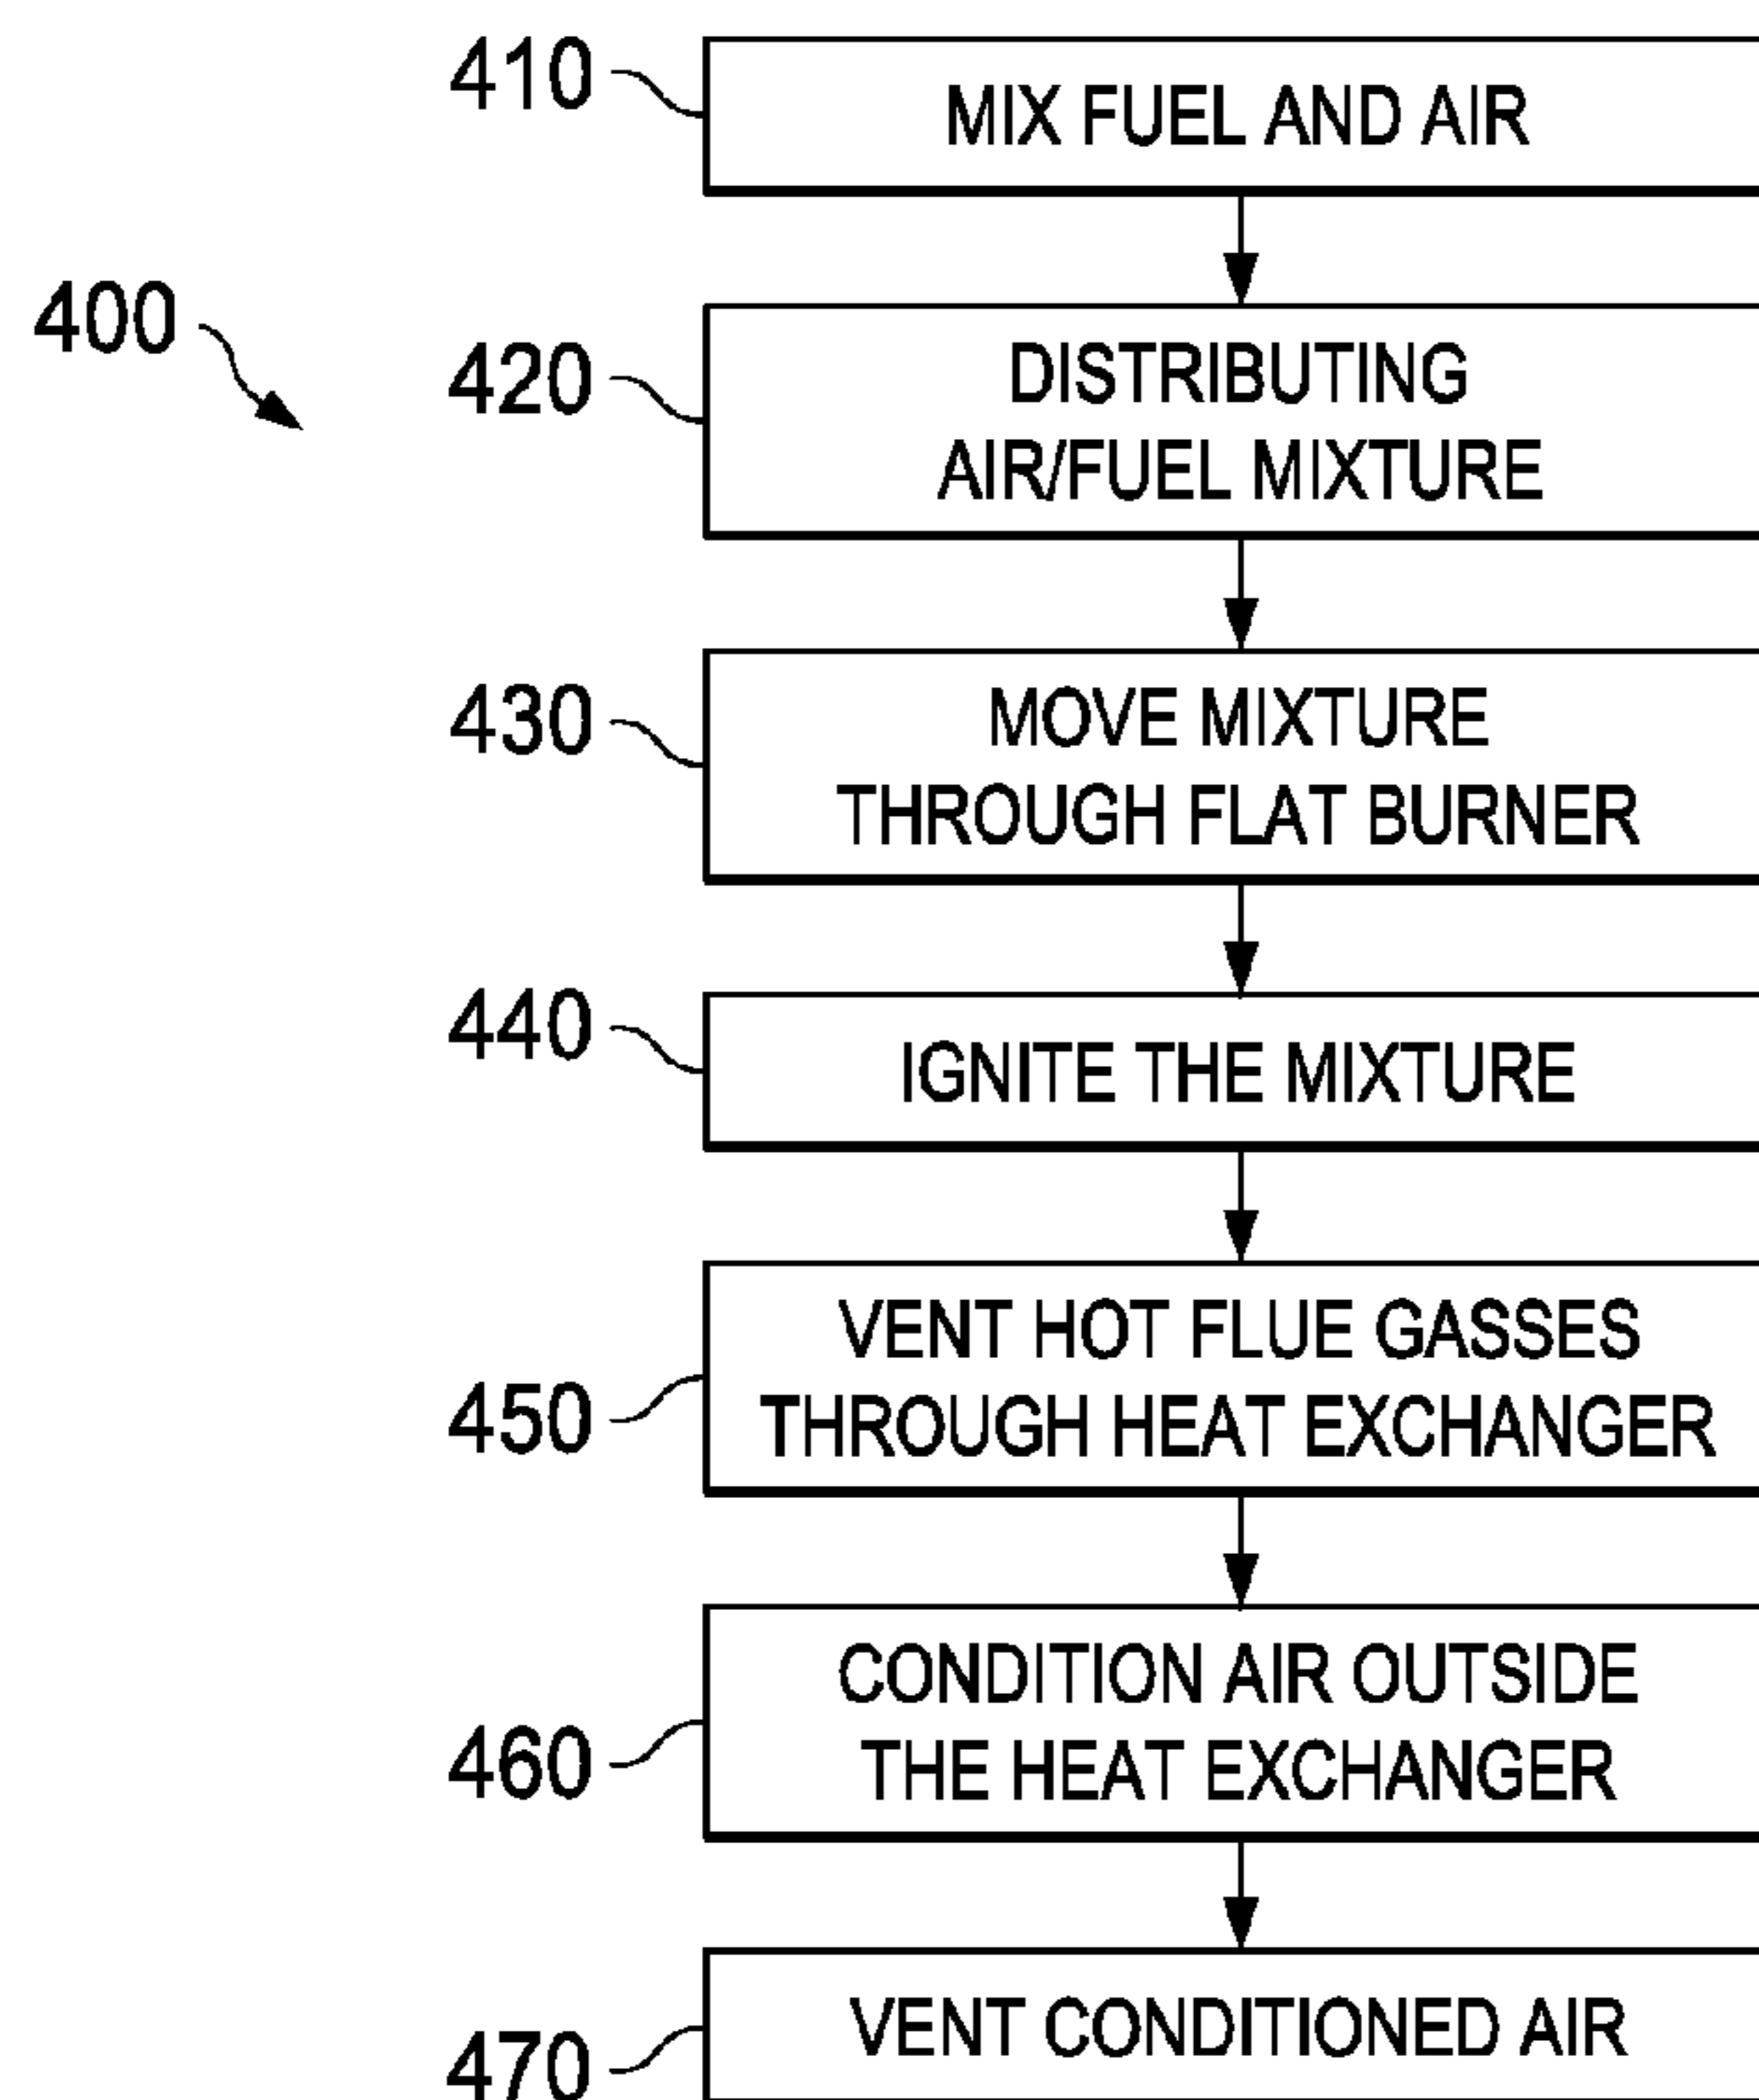 410
MIX FUEL AND AIR
400
420
DISTRIBUTING
AIR/FUEL MIXTURE
430
MOVE MIXTURE
THROUGH FLAT BURNER
440
IGNITE THE MIXTURE
450
VENT HOT FLUE GASSES
THROUGH HEAT EXCHANGER
460
CONDITION AIR OUTSIDE
THE HEAT EXCHANGER
470
VENT CONDITIONED AIR